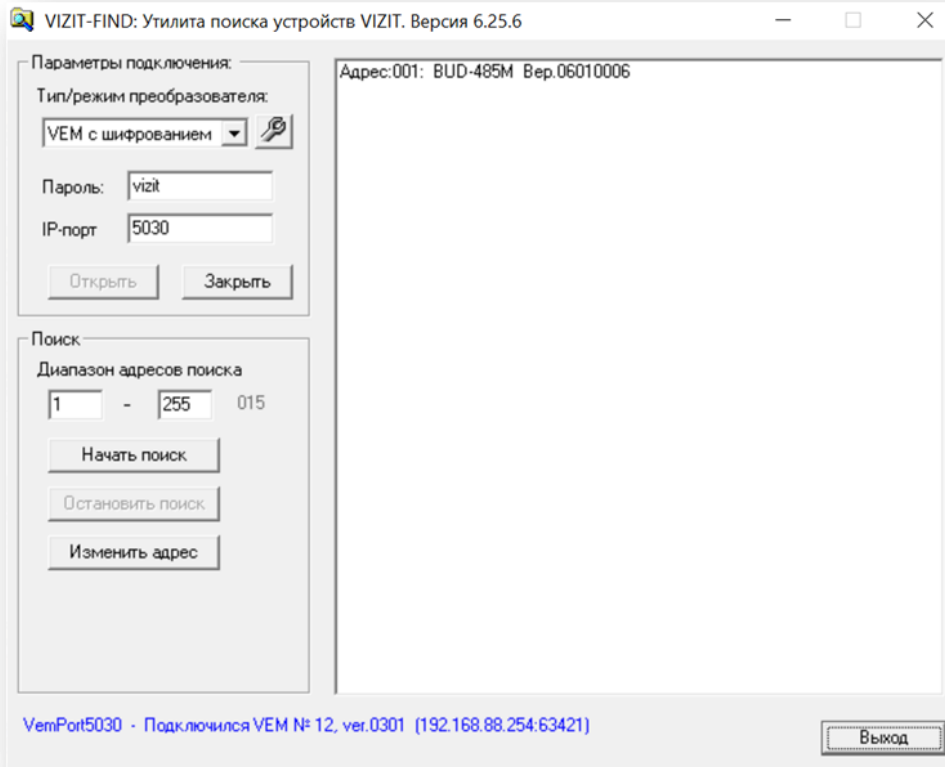 VIZIT-FIND: Утилита поиска устройств VIZIT. Версия 6.25.6
Параметры подключения:
Тип/режим преобразователя:
VEM с шифрованием
Пароль: vizit
IP-порт 5030
Открыть Закрыть
Адрес:001: BUD-485M Вер.06010006
Поиск
Диапазон адресов поиска
1 - 255 015
Начать поиск
Остановить поиск
Изменить адрес
VemPort5030 - Подключился VEM № 12, ver.0301 (192.168.88.254:63421)
Выход